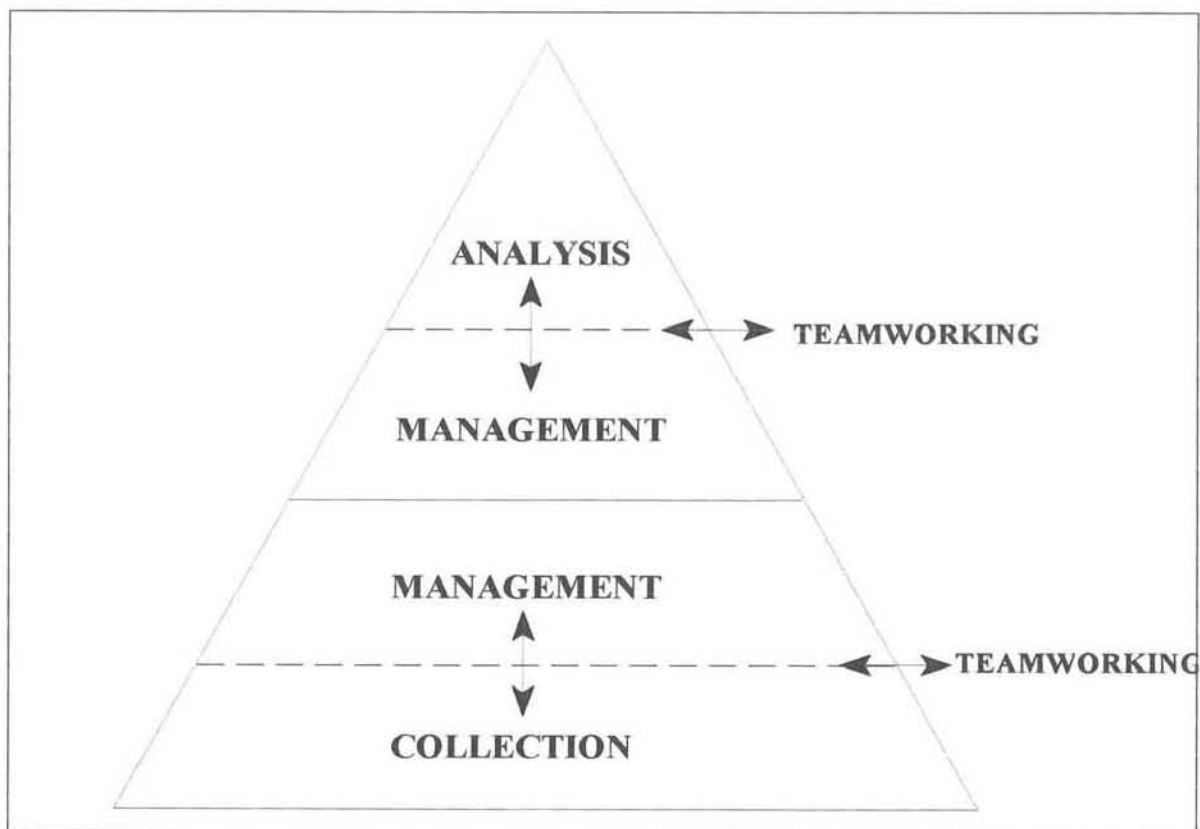 ANALYSIS
TEAMWORKING
MANAGEMENT
MANAGEMENT
TEAMWORKING
COLLECTION